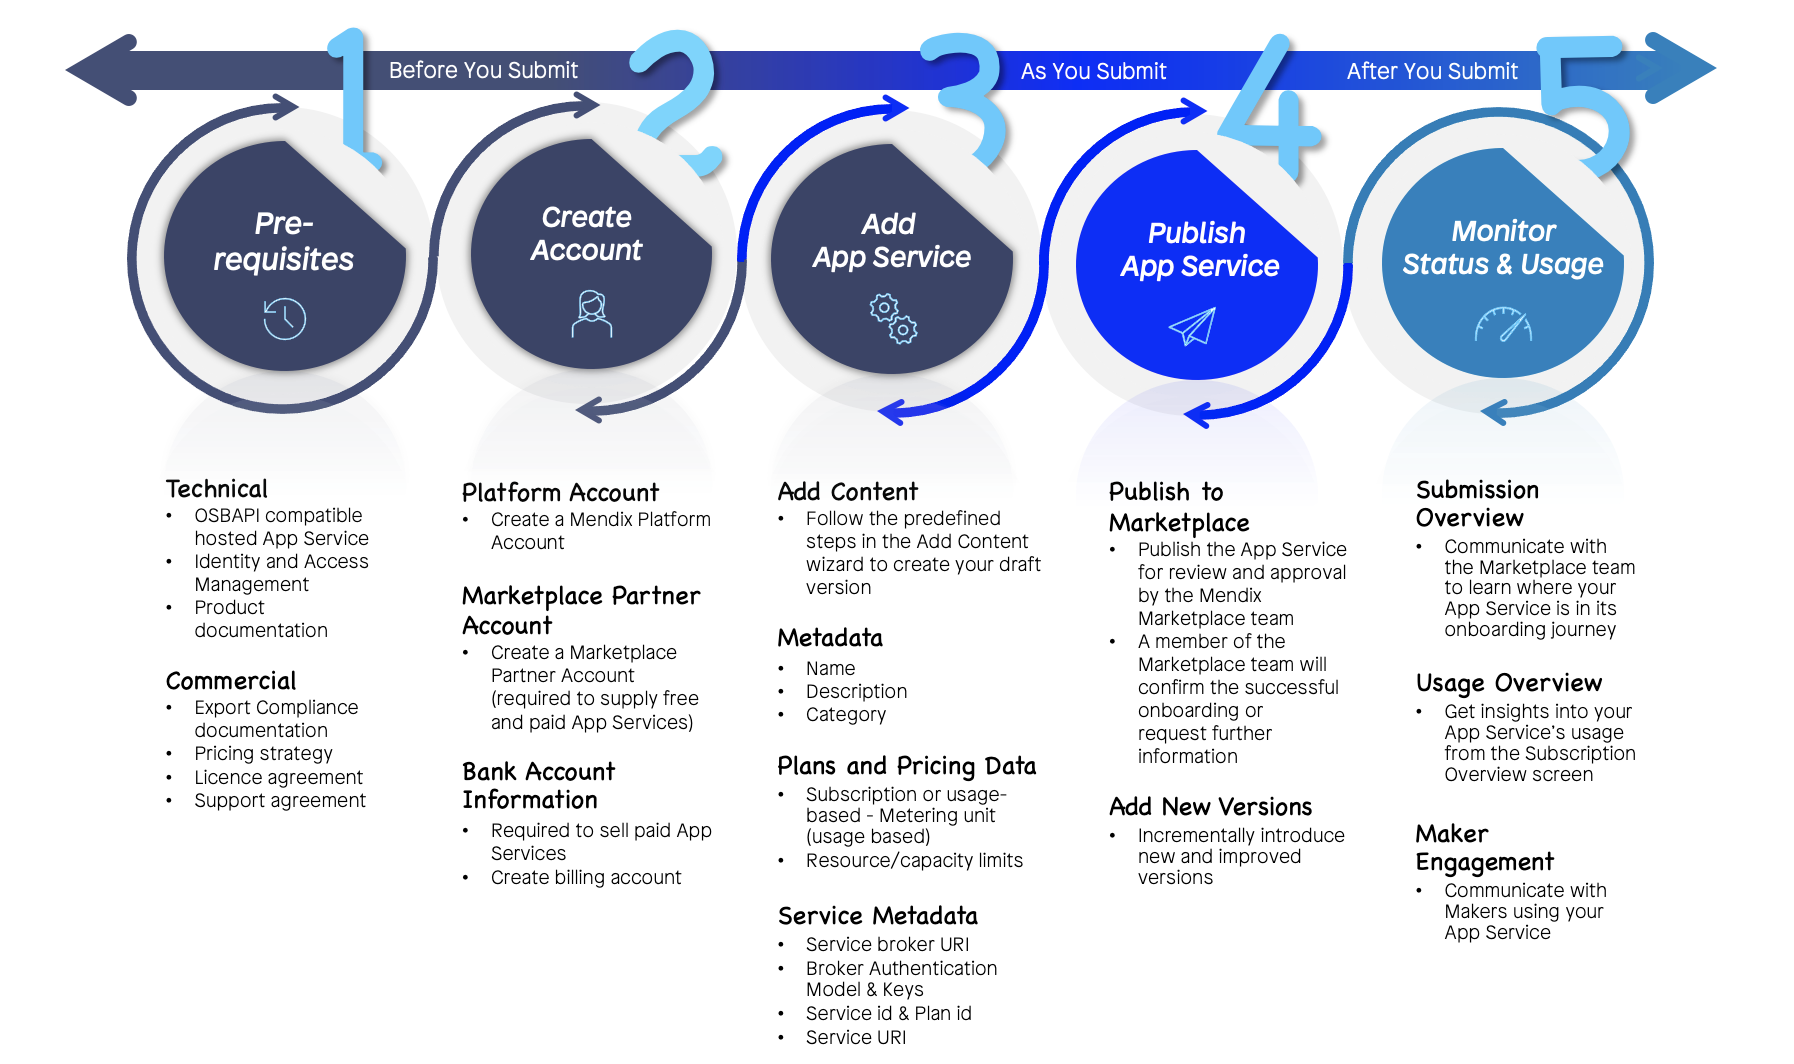 Before You Submit
As You Submit
After You Submit
1
2
3
4
5
Pre-
requisites
Create
Account
Add
App Service
Publish
App Service
Monitor
Status & Usage
Technical
• OSBAPI compatible
hosted App Service
• Identity and Access
Management
• Product
documentation
Commercial
• Export Compliance
documentation
• Pricing strategy
• Licence agreement
• Support agreement
Platform Account
• Create a Mendix Platform
Account
Marketplace Partner
Account
• Create a Marketplace
Partner Account
(required to supply free
and paid App Services)
Bank Account
Information
• Required to sell paid App
Services
• Create billing account
Add Content
• Follow the predefined
steps in the Add Content
wizard to create your draft
version
Metadata
• Name
• Description
• Category
Plans and Pricing Data
• Subscription or usage-
based - Metering unit
(usage based)
• Resource/capacity limits
Service Metadata
• Service broker URI
• Broker Authentication
Model & Keys
• Service id & Plan id
• Service URI
Publish to
Marketplace
• Publish the App Service
for review and approval
by the Mendix
Marketplace team
• A member of the
Marketplace team will
confirm the successful
onboarding or
request further
information
Add New Versions
• Incrementally introduce
new and improved
versions
Submission
Overview
• Communicate with
the Marketplace team
to learn where your
App Service is in its
onboarding journey
Usage Overview
• Get insights into your
App Service's usage
from the Subscription
Overview screen
Maker
Engagement
• Communicate with
Makers using your
App Service